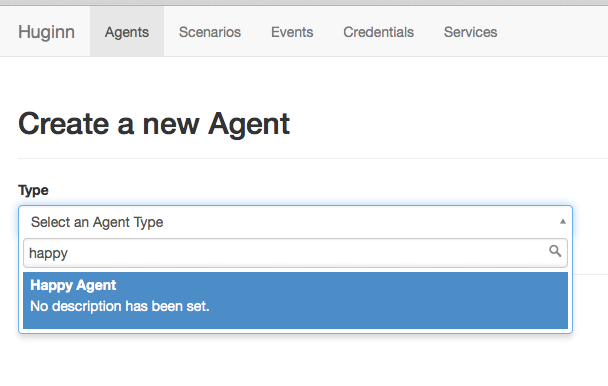 Huginn Agents Scenarios Events Credentials Services
Create a new Agent
Type
Select an Agent Type
happy
Happy Agent
No description has been set.